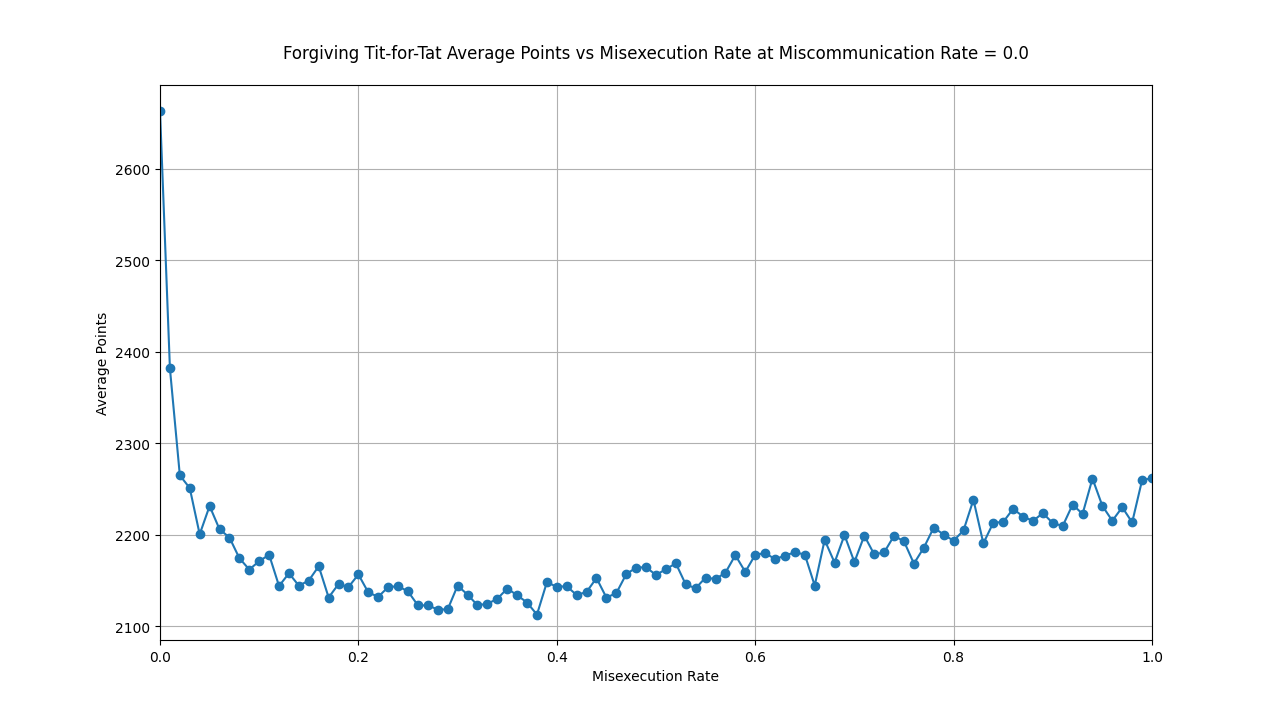 Forgiving Tit-for-Tat Average Points vs Misexecution Rate at Miscommunication Rate = 0.0
2600
2500
2400
2300
2200
2100
Average Points
0.0 0.2 0.4 0.6 0.8 1.0
Misexecution Rate